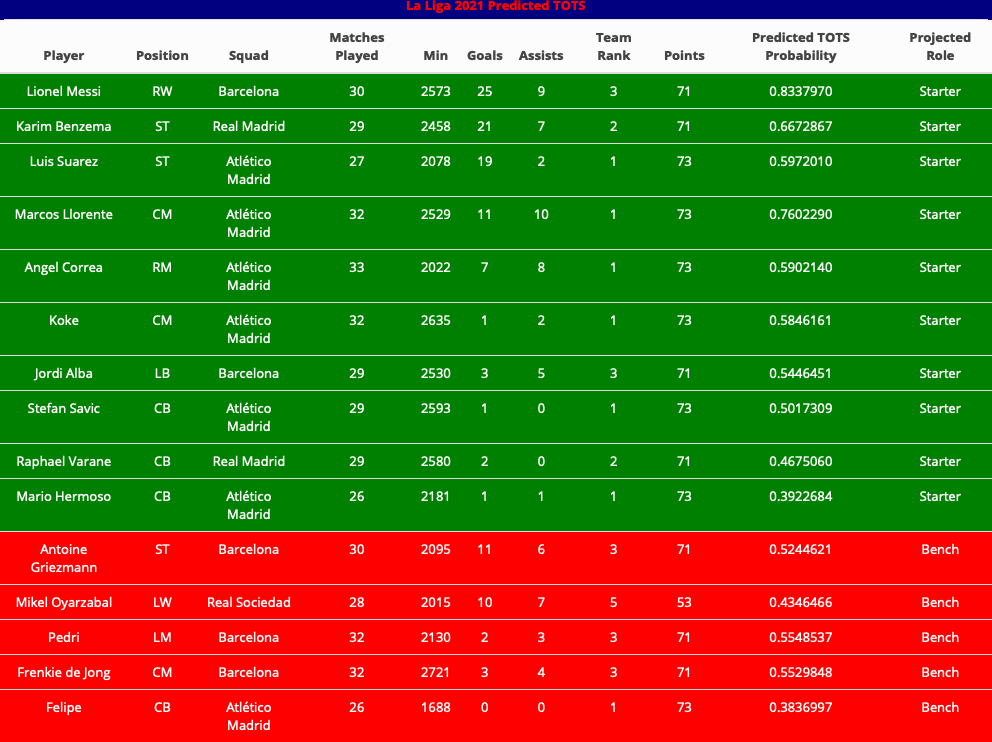 La Liga 2021 Predicted TOTS
Player Position Squad Matches Played Min Goals Assists Team Rank Points Predicted TOTS Probability Projected Role
Lionel Messi RW Barcelona 30 2573 25 9 3 71 0.8337970 Starter
Karim Benzema ST Real Madrid 29 2458 21 7 2 71 0.6672867 Starter
Luis Suarez ST Atlético Madrid 27 2078 19 2 1 73 0.5972010 Starter
Marcos Llorente CM Atlético Madrid 32 2529 11 10 1 73 0.7602290 Starter
Angel Correa RM Atlético Madrid 33 2022 7 8 1 73 0.5902140 Starter
Koke CM Atlético Madrid 32 2635 1 2 1 73 0.5846161 Starter
Jordi Alba LB Barcelona 29 2530 3 5 3 71 0.5446451 Starter
Stefan Savic CB Atlético Madrid 29 2593 1 0 1 73 0.5017309 Starter
Raphael Varane CB Real Madrid 29 2580 2 0 2 71 0.4675060 Starter
Mario Hermoso CB Atlético Madrid 26 2181 1 1 1 73 0.3922684 Starter
Antoine Griezmann ST Barcelona 30 2095 11 6 3 71 0.5244621 Bench
Mikel Oyarzabal LW Real Sociedad 28 2015 10 7 5 53 0.4346466 Bench
Pedri LM Barcelona 32 2130 2 3 3 71 0.5548537 Bench
Frenkie de Jong CM Barcelona 32 2721 3 4 3 71 0.5529848 Bench
Felipe CB Atlético Madrid 26 1688 0 0 1 73 0.3836997 Bench